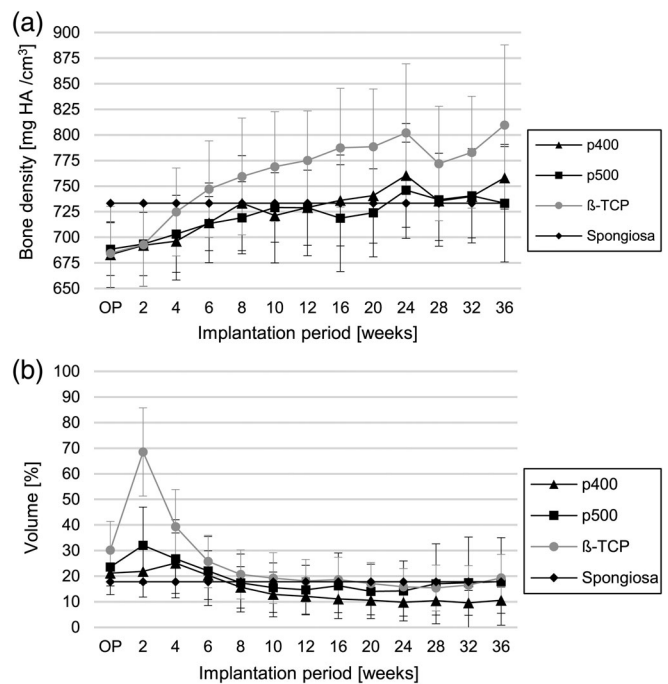 (a)
Bone density [mg HA /cm³]
900
875
850
825
800
775
750
725
700
675
650
OP 2 4 6 8 10 12 16 20 24 28 32 36
Implantation period [weeks]
p400
p500
ß-TCP
Spongiosa
(b)
Volume [%]
100
90
80
70
60
50
40
30
20
10
0
OP 2 4 6 8 10 12 16 20 24 28 32 36
Implantation period [weeks]
p400
p500
ß-TCP
Spongiosa